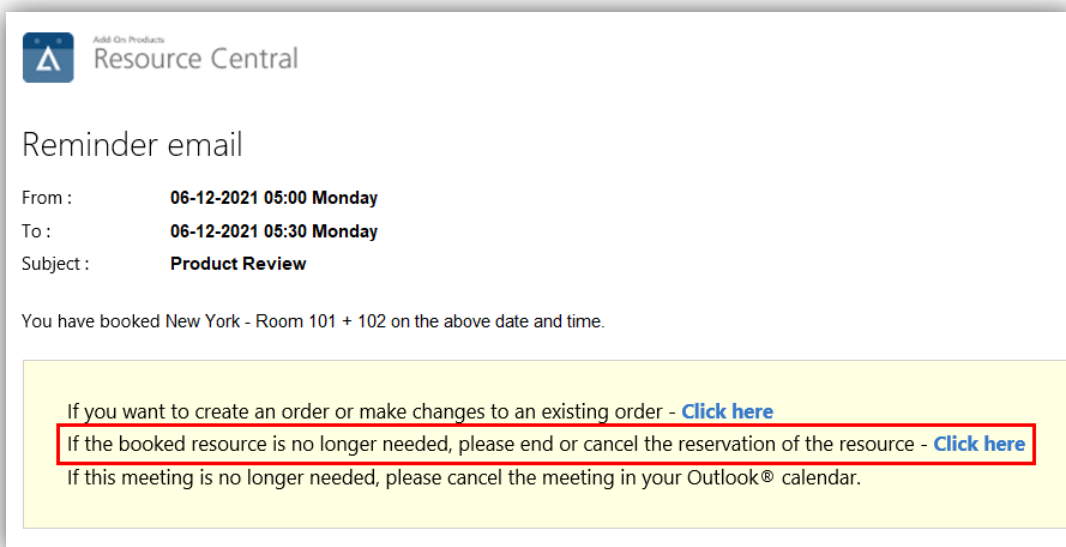 Add-On Products
Resource Central
Reminder email
From : 06-12-2021 05:00 Monday
To : 06-12-2021 05:30 Monday
Subject : Product Review
You have booked New York - Room 101 + 102 on the above date and time.
If you want to create an order or make changes to an existing order - Click here
If the booked resource is no longer needed, please end or cancel the reservation of the resource - Click here
If this meeting is no longer needed, please cancel the meeting in your Outlook® calendar.